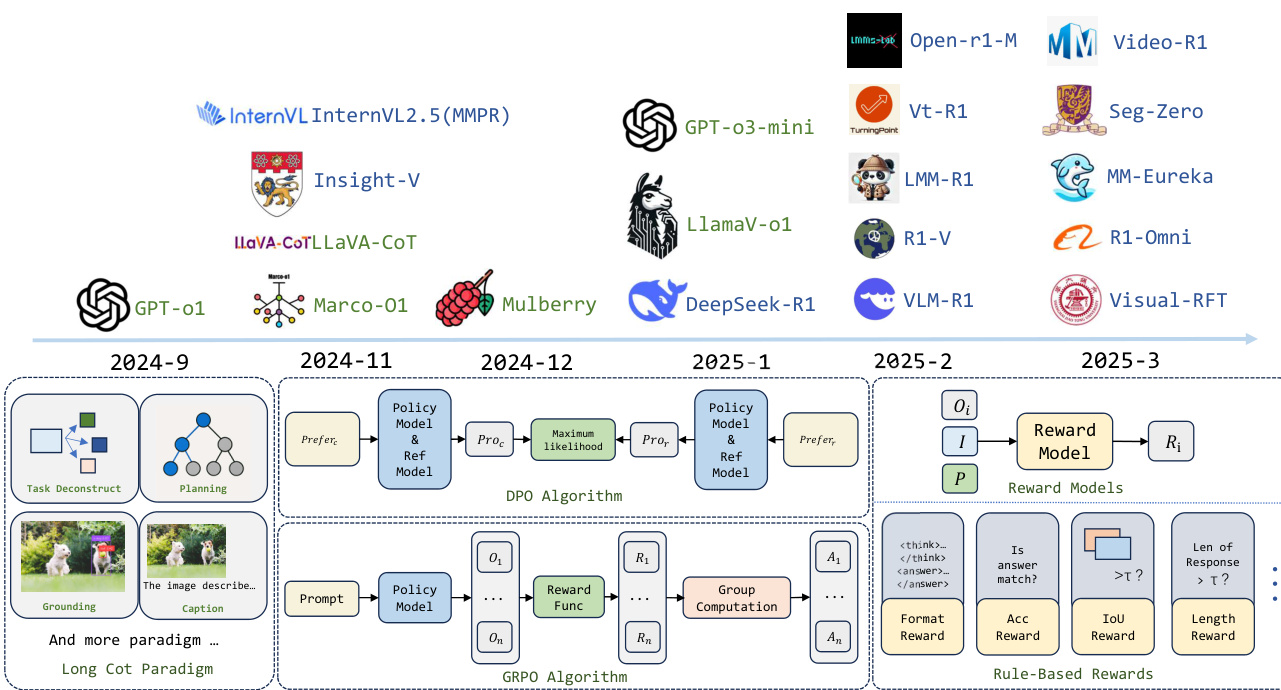 LMMs-Lab
Open-r1-M
Video-R1
InternVL
InternVL2.5(MMPR)
GPT-o3-mini
TurningPoint
Vt-R1
Seg-Zero
Insight-V
LMM-R1
MM-Eureka
LLaVA-CoT
LLaVA-CoT
LlamaV-o1
R1-V
R1-Omni
GPT-o1
Marco-o1
Marco-O1
Mulberry
DeepSeek-R1
VLM-R1
Visual-RFT
2024-9
2024-11
2024-12
2025-1
2025-2
2025-3
Task Deconstruct
Planning
Grounding
The image describe…
Caption
And more paradigm …
Long Cot Paradigm
Prefer_c
Policy
Model
&
Ref
Model
Pro_c
Maximum
likelihood
Pro_r
Policy
Model
&
Ref
Model
Prefer_r
DPO Algorithm
Prompt
Policy
Model
O_1
...
O_n
Reward
Func
R_1
...
R_n
Group
Computation
A_1
...
A_n
GRPO Algorithm
O_i
I
P
Reward
Model
R_i
Reward Models
<think>…
</think>
<answer>…
</answer>
Format
Reward
Is
answer
match?
Acc
Reward
>τ ?
IoU
Reward
Len of
Response
> τ ?
Length
Reward
Rule-Based Rewards